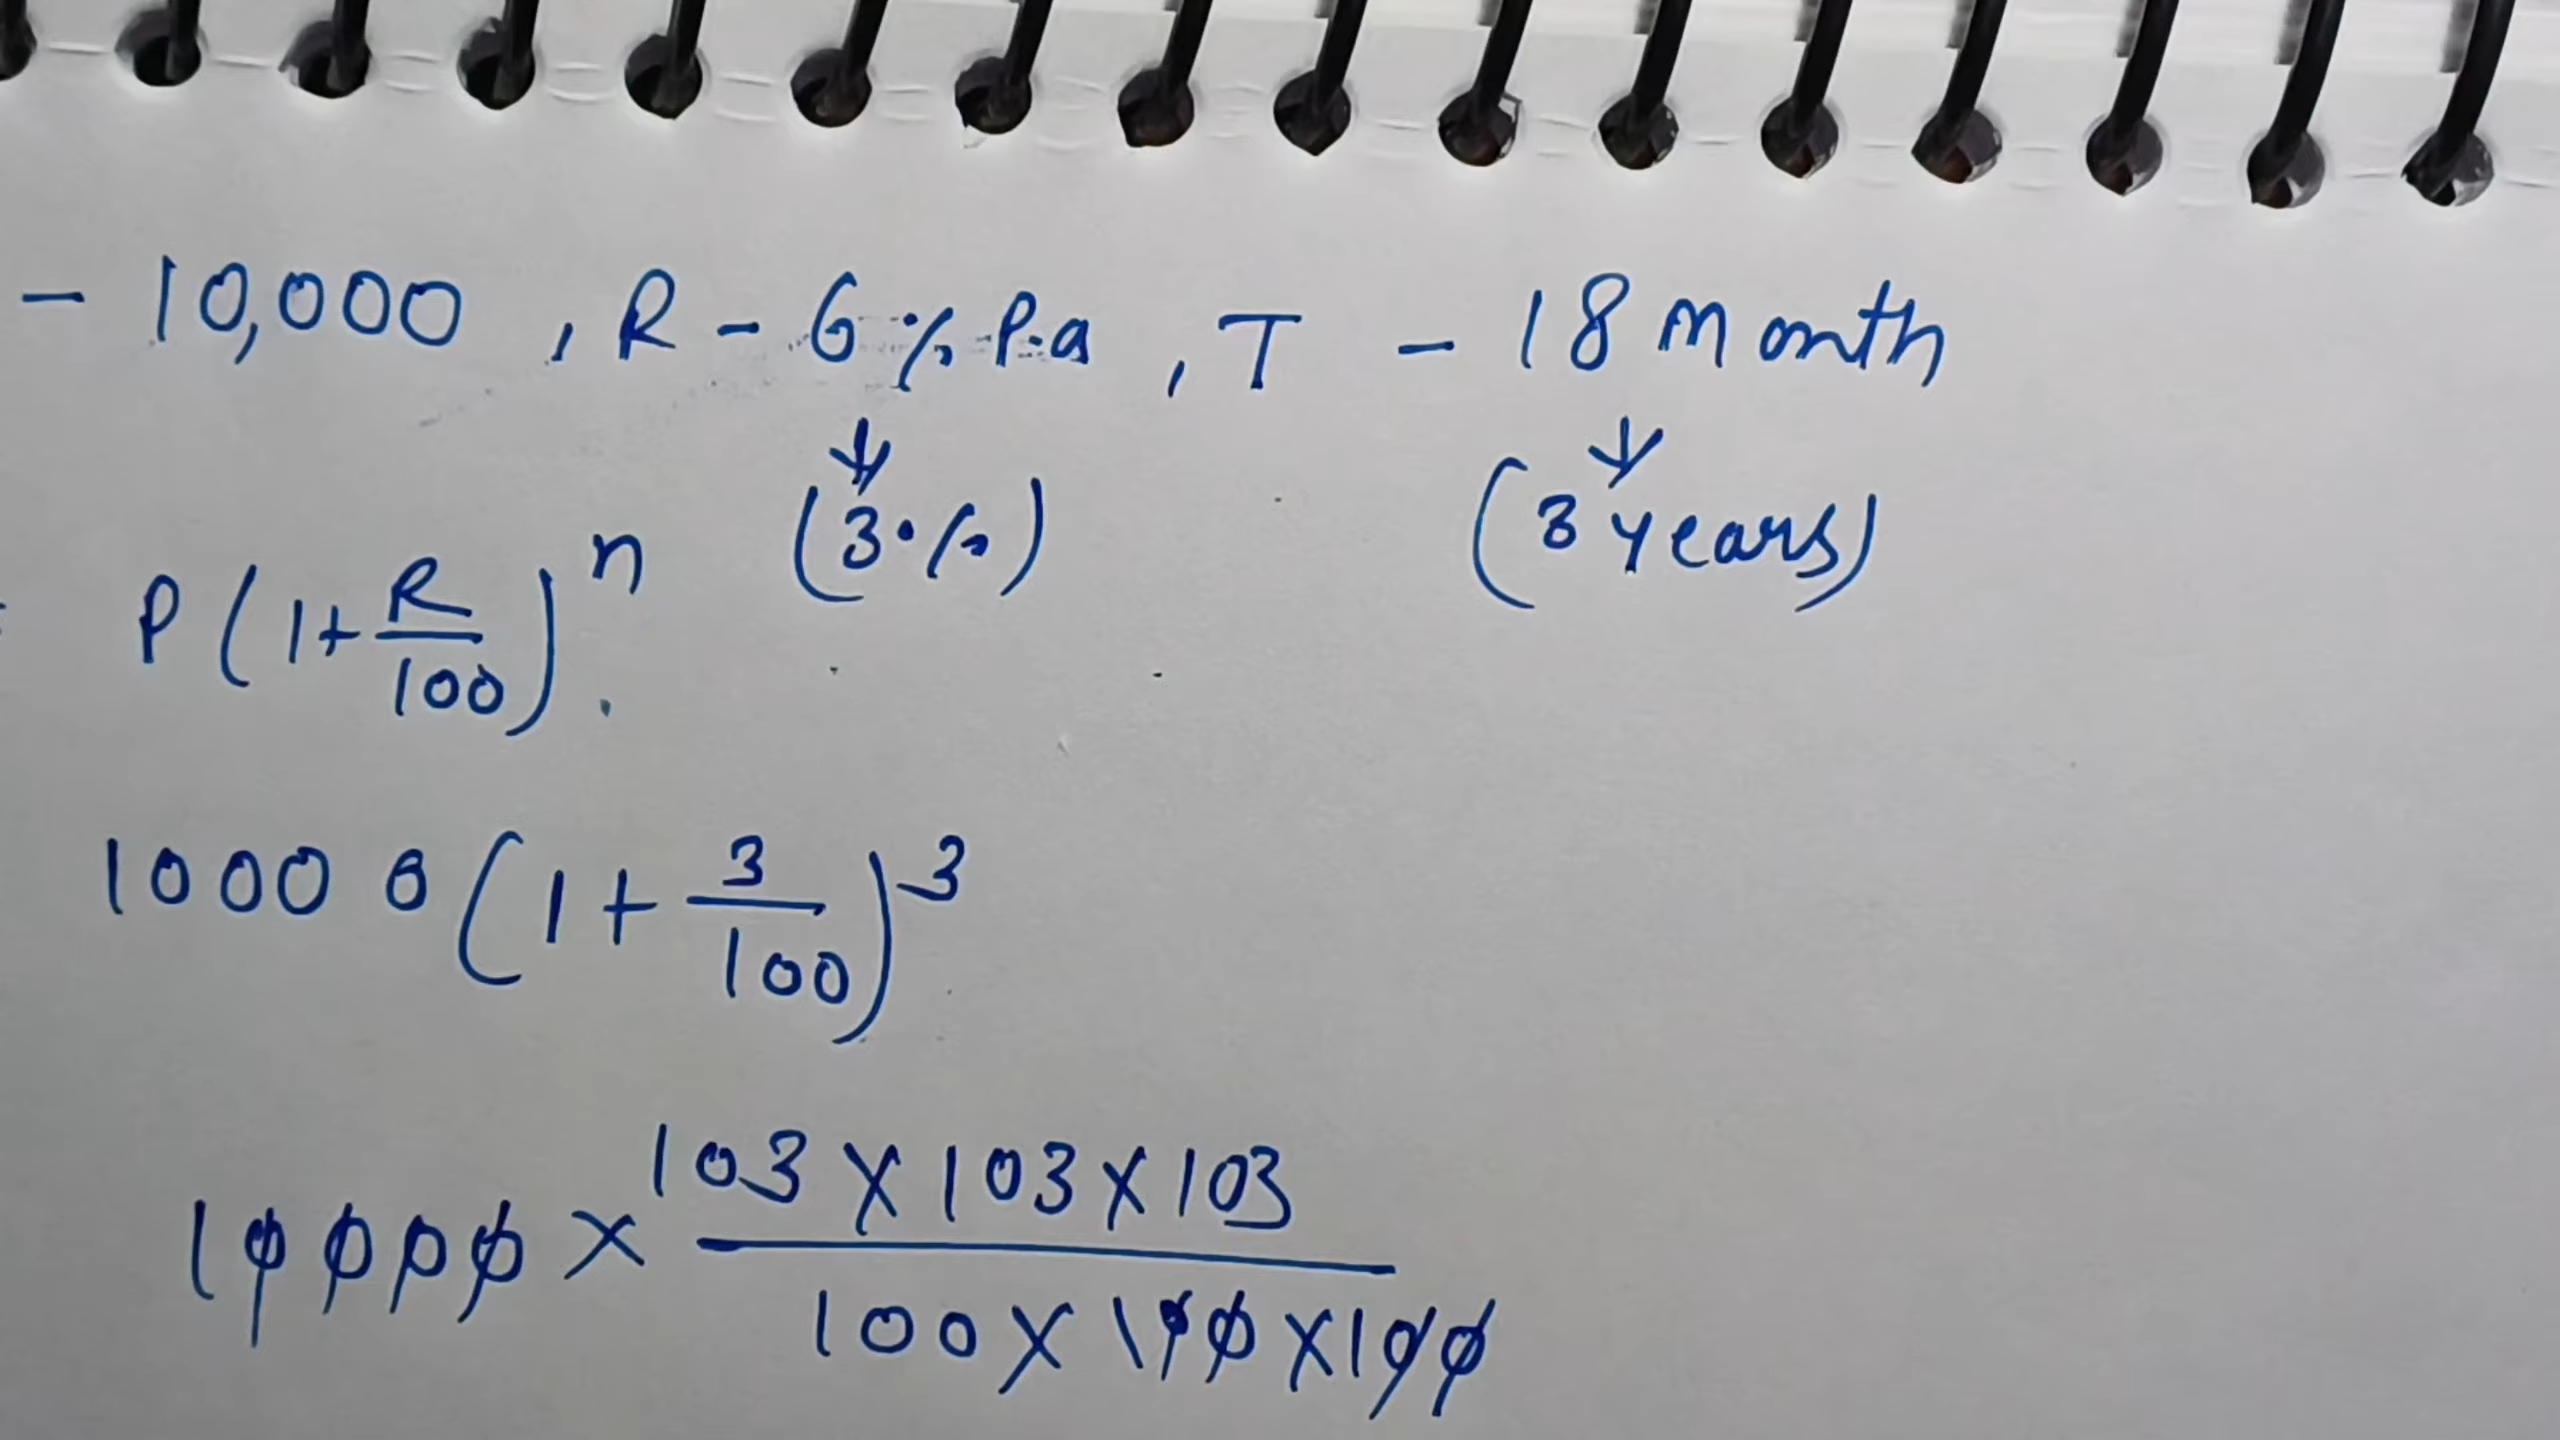 - 10,000 , R - 6% P.a , T - 18 month
↓ ↓
(3%) (3 years)
P(1+R/100)^n .
10000(1+3/100)^3
10000 × 103×103×103/100×100×100